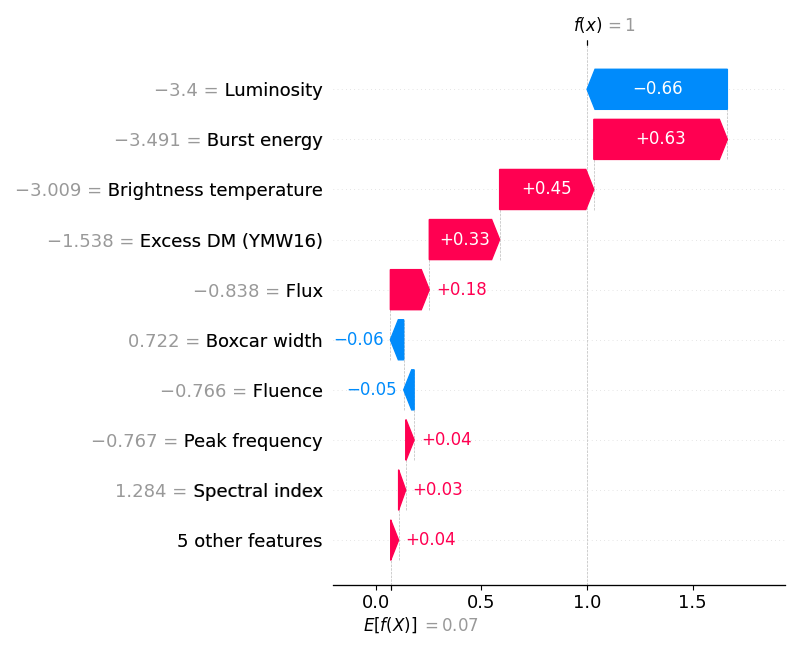 f(x) = 1
−3.4 = Luminosity −0.66
−3.491 = Burst energy +0.63
−3.009 = Brightness temperature +0.45
−1.538 = Excess DM (YMW16) +0.33
−0.838 = Flux +0.18
0.722 = Boxcar width −0.06
−0.766 = Fluence −0.05
−0.767 = Peak frequency +0.04
1.284 = Spectral index +0.03
5 other features +0.04
0.0 0.5 1.0 1.5
E[f(X)] = 0.07